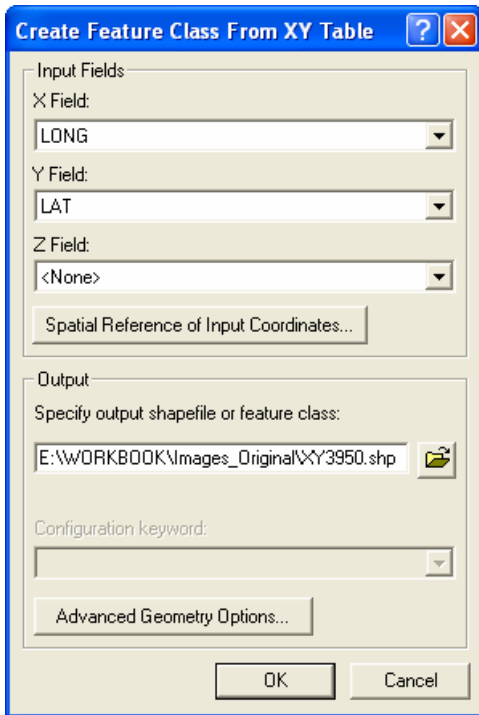 Create Feature Class From XY Table
Input Fields
X Field:
LONG
Y Field:
LAT
Z Field:
<None>
Spatial Reference of Input Coordinates...
Output
Specify output shapefile or feature class:
E:\WORKBOOK\Images_Original\XY3950.shp
Configuration keyword:
Advanced Geometry Options...
OK Cancel